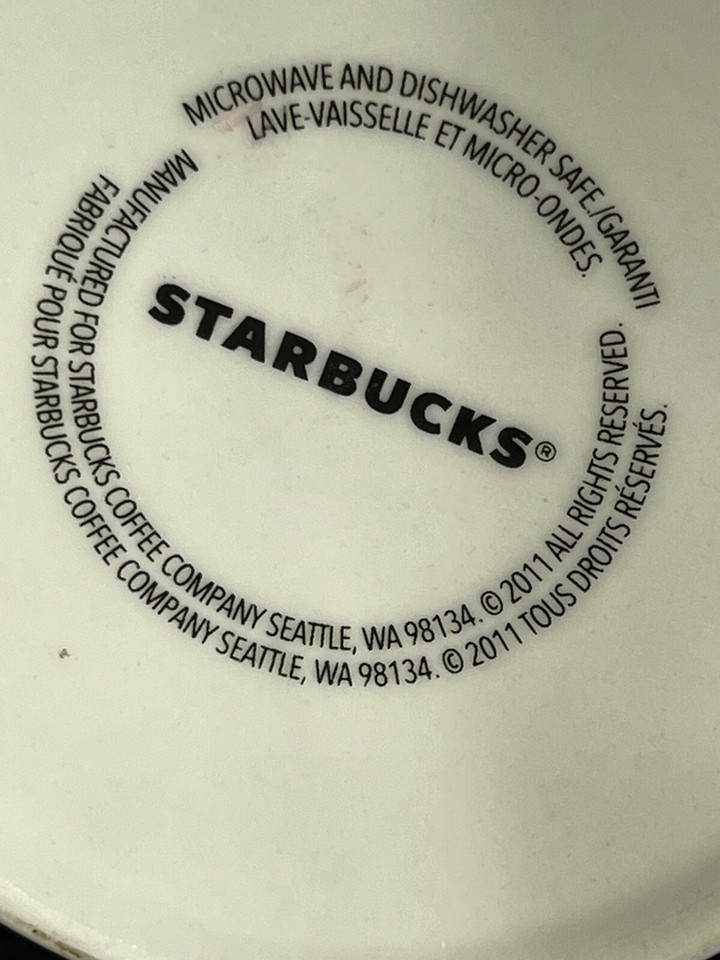 MICROWAVE AND DISHWASHER SAFE./GARANTI
LAVE-VAISSELLE ET MICRO-ONDES.
STARBUCKS®
MANUFACTURED FOR STARBUCKS COFFEE COMPANY SEATTLE, WA 98134. © 2011 ALL RIGHTS RESERVED.
FABRIQUÉ POUR STARBUCKS COFFEE COMPANY SEATTLE, WA 98134. © 2011 TOUS DROITS RÉSERVÉS.